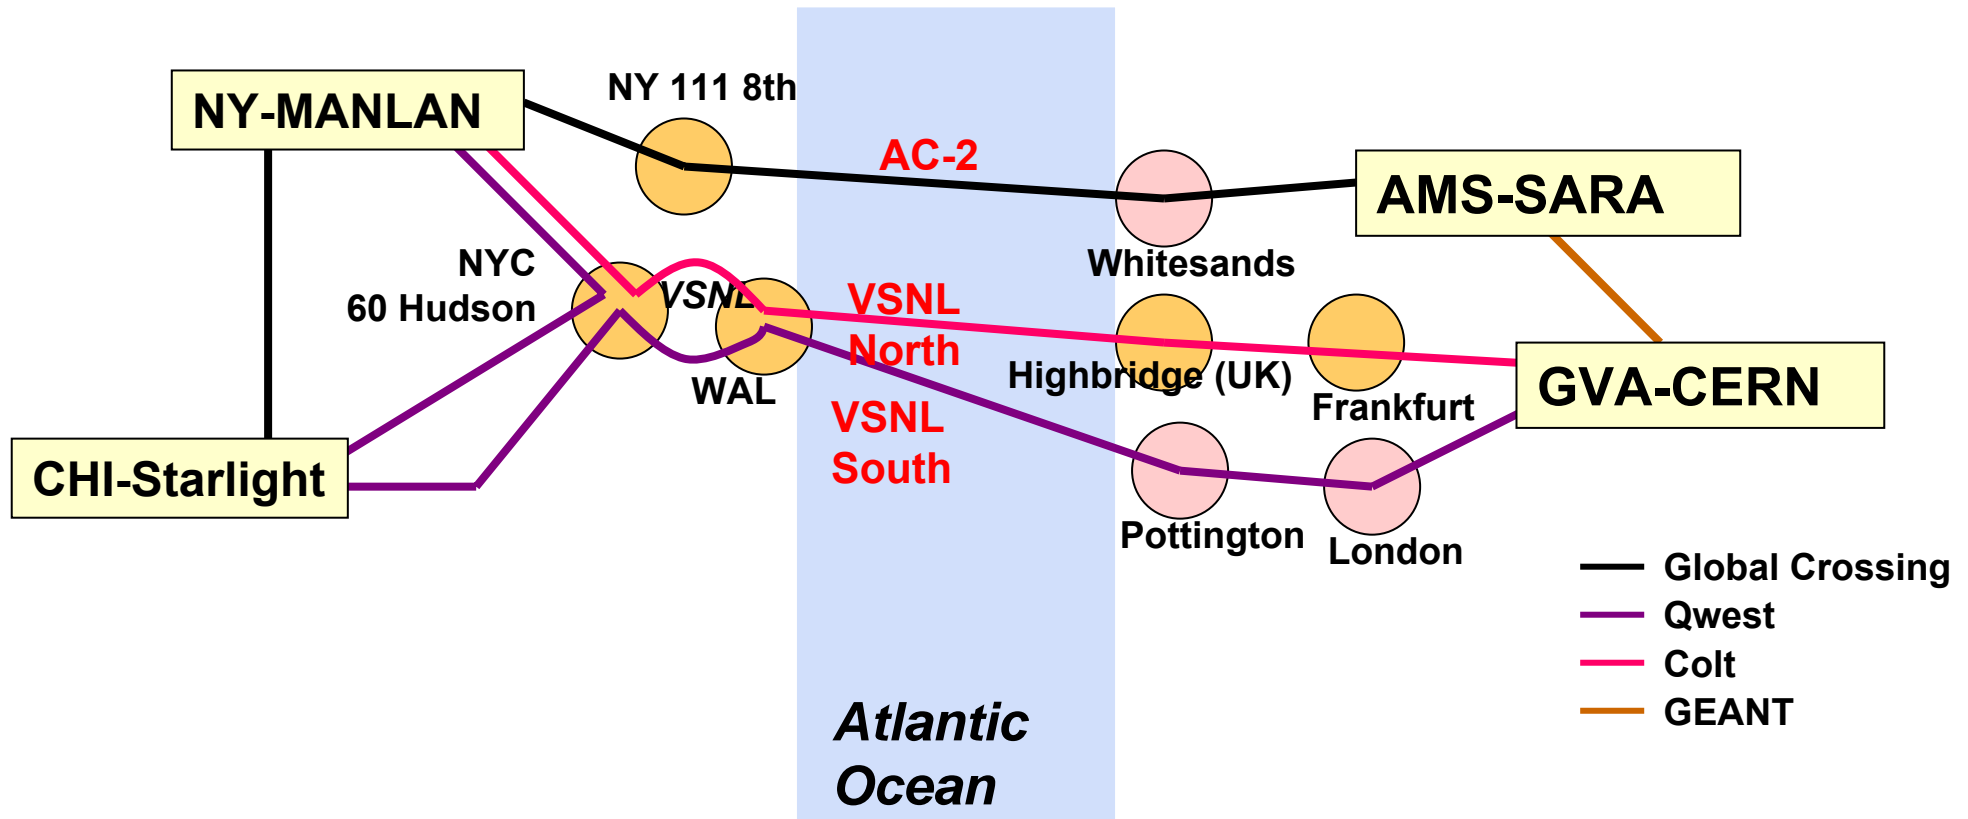 NY 111 8th
NY-MANLAN
AC-2
AMS-SARA
Whitesands
NYC
60 Hudson
VSNL
VSNL
North
WAL
Highbridge (UK)
Frankfurt
GVA-CERN
VSNL
South
CHI-Starlight
Pottington
London
Global Crossing
Qwest
Colt
GEANT
Atlantic
Ocean